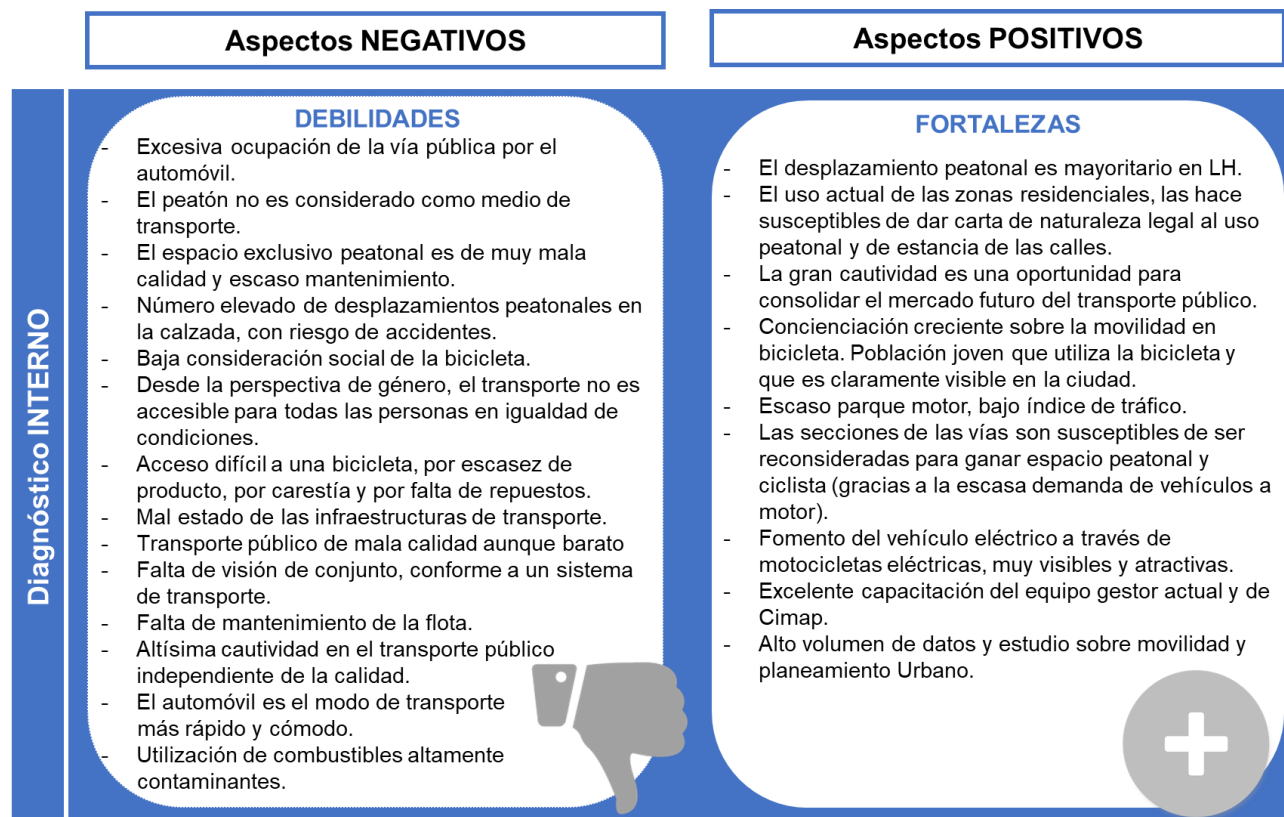 Aspectos NEGATIVOS
Aspectos POSITIVOS
Diagnóstico INTERNO
DEBILIDADES
- Excesiva ocupación de la vía pública por el
automóvil.
- El peatón no es considerado como medio de
transporte.
- El espacio exclusivo peatonal es de muy mala
calidad y escaso mantenimiento.
- Número elevado de desplazamientos peatonales en
la calzada, con riesgo de accidentes.
- Baja consideración social de la bicicleta.
- Desde la perspectiva de género, el transporte no es
accesible para todas las personas en igualdad de
condiciones.
- Acceso difícil a una bicicleta, por escasez de
producto, por carestía y por falta de repuestos.
- Mal estado de las infraestructuras de transporte.
- Transporte público de mala calidad aunque barato
- Falta de visión de conjunto, conforme a un sistema
de transporte.
- Falta de mantenimiento de la flota.
- Altísima cautividad en el transporte público
independiente de la calidad.
- El automóvil es el modo de transporte
más rápido y cómodo.
- Utilización de combustibles altamente
contaminantes.
FORTALEZAS
- El desplazamiento peatonal es mayoritario en LH.
- El uso actual de las zonas residenciales, las hace
susceptibles de dar carta de naturaleza legal al uso
peatonal y de estancia de las calles.
- La gran cautividad es una oportunidad para
consolidar el mercado futuro del transporte público.
- Concienciación creciente sobre la movilidad en
bicicleta. Población joven que utiliza la bicicleta y
que es claramente visible en la ciudad.
- Escaso parque motor, bajo índice de tráfico.
- Las secciones de las vías son susceptibles de ser
reconsideradas para ganar espacio peatonal y
ciclista (gracias a la escasa demanda de vehículos a
motor).
- Fomento del vehículo eléctrico a través de
motocicletas eléctricas, muy visibles y atractivas.
- Excelente capacitación del equipo gestor actual y de
Cimap.
- Alto volumen de datos y estudio sobre movilidad y
planeamiento Urbano.